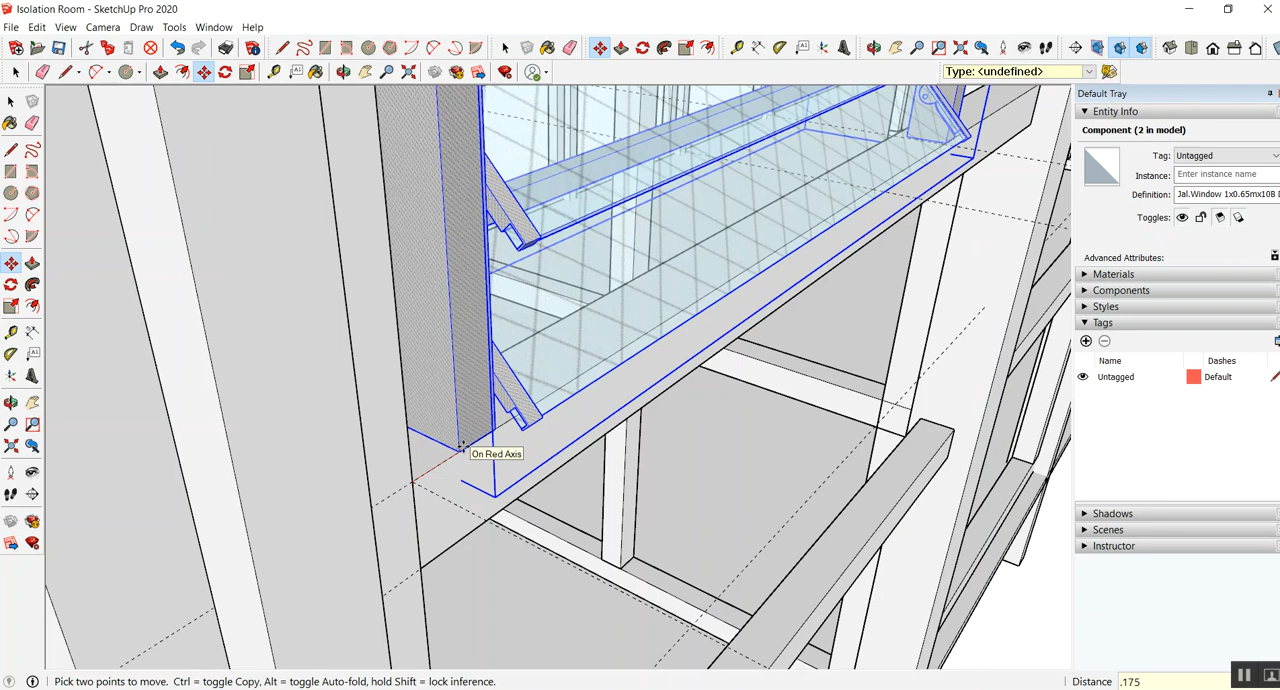 Isolation Room - SketchUp Pro 2020
File Edit View Camera Draw Tools Window Help
Type: <undefined>
Default Tray
Entity Info
Component (2 in model)
Tag: Untagged
Instance: Enter instance name
Definition: Jal.Window 1x0.65mx10B
Toggles:
Advanced Attributes:
Materials
Components
Styles
Tags
Name Dashes
Untagged Default
On Red Axis
Shadows
Scenes
Instructor
Pick two points to move. Ctrl = toggle Copy, Alt = toggle Auto-fold, hold Shift = lock inference.
Distance .175